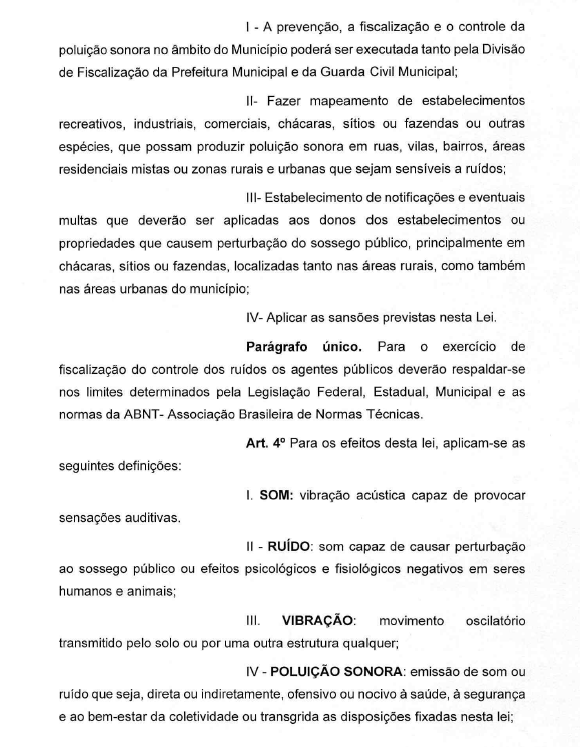 I - A prevenção, a fiscalização e o controle da
poluição sonora no âmbito do Município poderá ser executada tanto pela Divisão
de Fiscalização da Prefeitura Municipal e da Guarda Civil Municipal;
II- Fazer mapeamento de estabelecimentos
recreativos, industriais, comerciais, chácaras, sítios ou fazendas ou outras
espécies, que possam produzir poluição sonora em ruas, vilas, bairros, áreas
residenciais mistas ou zonas rurais e urbanas que sejam sensíveis a ruídos;
III- Estabelecimento de notificações e eventuais
multas que deverão ser aplicadas aos donos dos estabelecimentos ou
propriedades que causem perturbação do sossego público, principalmente em
chácaras, sítios ou fazendas, localizadas tanto nas áreas rurais, como também
nas áreas urbanas do município;
IV- Aplicar as sansões previstas nesta Lei.
Parágrafo único. Para o exercício de
fiscalização do controle dos ruídos os agentes públicos deverão respaldar-se
nos limites determinados pela Legislação Federal, Estadual, Municipal e as
normas da ABNT- Associação Brasileira de Normas Técnicas.
Art. 4º Para os efeitos desta lei, aplicam-se as
seguintes definições:
I. SOM: vibração acústica capaz de provocar
sensações auditivas.
II - RUÍDO: som capaz de causar perturbação
ao sossego público ou efeitos psicológicos e fisiológicos negativos em seres
humanos e animais;
III. VIBRAÇÃO: movimento oscilatório
transmitido pelo solo ou por uma outra estrutura qualquer;
IV - POLUIÇÃO SONORA: emissão de som ou
ruído que seja, direta ou indiretamente, ofensivo ou nocivo à saúde, à segurança
e ao bem-estar da coletividade ou transgrida as disposições fixadas nesta lei;